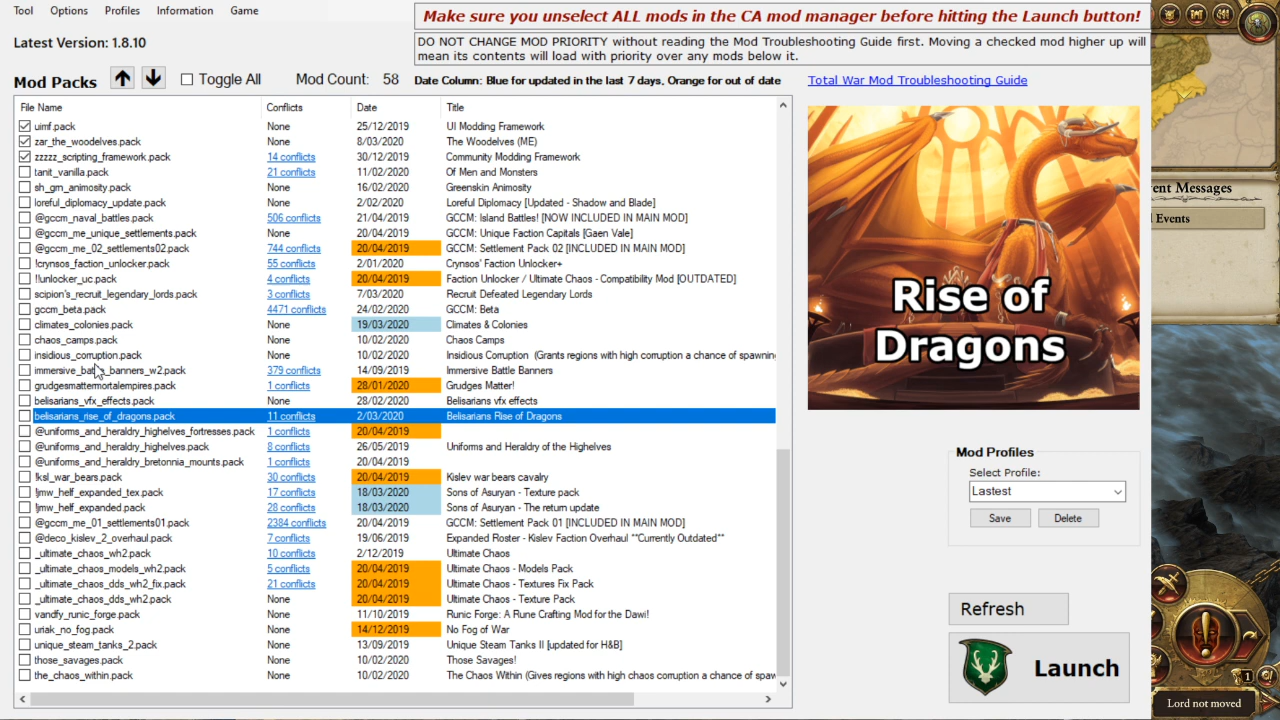 Tool Options Profiles Information Game
Make sure you unselect ALL mods in the CA mod manager before hitting the Launch button!
Latest Version: 1.8.10
DO NOT CHANGE MOD PRIORITY without reading the Mod Troubleshooting Guide first. Moving a checked mod higher up will
mean its contents will load with priority over any mods below it.
Mod Packs Toggle All Mod Count: 58 Date Column: Blue for updated in the last 7 days, Orange for out of date
Total War Mod Troubleshooting Guide
File Name Conflicts Date Title
uimf.pack None 25/12/2019 UI Modding Framework
zar_the_woodelves.pack None 8/03/2020 The Woodelves (ME)
zzzzz_scripting_framework.pack 14 conflicts 30/12/2019 Community Modding Framework
tanit_vanilla.pack 21 conflicts 11/02/2020 Of Men and Monsters
sh_grn_animosity.pack None 16/02/2020 Greenskin Animosity
loreful_diplomacy_update.pack None 2/02/2020 Loreful Diplomacy [Updated - Shadow and Blade]
@gccm_naval_battles.pack 506 conflicts 21/04/2019 GCCM: Island Battles! [NOW INCLUDED IN MAIN MOD]
@gccm_me_unique_settlements.pack None 20/04/2019 GCCM: Unique Faction Capitals [Gaen Vale]
@gccm_me_02_settlements02.pack 744 conflicts 20/04/2019 GCCM: Settlement Pack 02 [INCLUDED IN MAIN MOD]
!crynsos_faction_unlocker.pack 55 conflicts 2/01/2020 Crynsos' Faction Unlocker+
!!unlocker_uc.pack 4 conflicts 20/04/2019 Faction Unlocker / Ultimate Chaos - Compatibility Mod [OUTDATED]
scipion's_recruit_legendary_lords.pack 3 conflicts 7/03/2020 Recruit Defeated Legendary Lords
gccm_beta.pack 4471 conflicts 24/02/2020 GCCM: Beta
climates_colonies.pack None 19/03/2020 Climates & Colonies
chaos_camps.pack None 10/02/2020 Chaos Camps
insidious_corruption.pack None 10/02/2020 Insidious Corruption (Grants regions with high corruption a chance of spawning
immersive_battle_banners_w2.pack 379 conflicts 14/09/2019 Immersive Battle Banners
grudgesmattermortalempires.pack 1 conflicts 28/01/2020 Grudges Matter!
belisarians_vfx_effects.pack None 28/02/2020 Belisarians vfx effects
belisarians_rise_of_dragons.pack 11 conflicts 2/03/2020 Belisarians Rise of Dragons
@uniforms_and_heraldry_highelves_fortresses.pack 1 conflicts 20/04/2019
@uniforms_and_heraldry_highelves.pack 8 conflicts 26/05/2019 Uniforms and Heraldry of the Highelves
@uniforms_and_heraldry_bretonnia_mounts.pack 1 conflicts 20/04/2019
!ksl_war_bears.pack 30 conflicts 20/04/2019 Kislev war bears cavalry
!jmw_helf_expanded_tex.pack 17 conflicts 18/03/2020 Sons of Asuryan - Texture pack
!jmw_helf_expanded.pack 28 conflicts 18/03/2020 Sons of Asuryan - The return update
@gccm_me_01_settlements01.pack 2384 conflicts 20/04/2019 GCCM: Settlement Pack 01 [INCLUDED IN MAIN MOD]
@deco_kislev_2_overhaul.pack 7 conflicts 19/06/2019 Expanded Roster - Kislev Faction Overhaul **Currently Outdated**
_ultimate_chaos_wh2.pack 10 conflicts 2/12/2019 Ultimate Chaos
_ultimate_chaos_models_wh2.pack 5 conflicts 20/04/2019 Ultimate Chaos - Models Pack
_ultimate_chaos_dds_wh2_fix.pack 21 conflicts 20/04/2019 Ultimate Chaos - Textures Fix Pack
_ultimate_chaos_dds_wh2.pack None 20/04/2019 Ultimate Chaos - Texture Pack
vandfy_runic_forge.pack None 11/10/2019 Runic Forge: A Rune Crafting Mod for the Dawi!
uriak_no_fog.pack None 14/12/2019 No Fog of War
unique_steam_tanks_2.pack None 13/09/2019 Unique Steam Tanks II [updated for H&B]
those_savages.pack None 10/02/2020 Those Savages!
the_chaos_within.pack None 10/02/2020 The Chaos Within (Gives regions with high chaos corruption a chance of spaw
Rise of
Dragons
Mod Profiles
Select Profile:
Lastest
Save Delete
Refresh
Launch
ent Messages
Events
1
Lord not moved